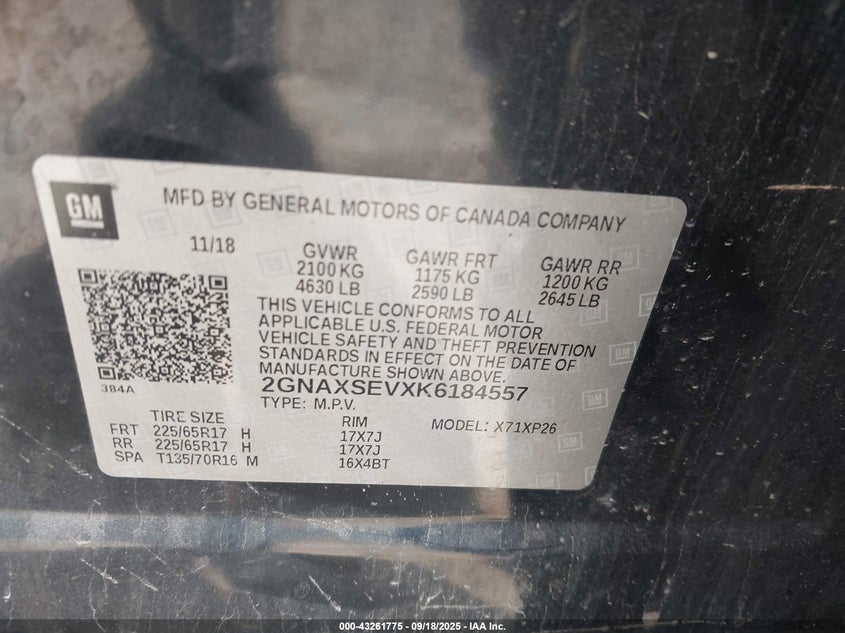 GM
MFD BY GENERAL MOTORS OF CANADA COMPANY
11/18 GVWR GAWR FRT GAWR RR
2100 KG 1175 KG 1200 KG
4630 LB 2590 LB 2645 LB
THIS VEHICLE CONFORMS TO ALL
APPLICABLE U.S. FEDERAL MOTOR
VEHICLE SAFETY AND THEFT PREVENTION
STANDARDS IN EFFECT ON THE DATE OF
MANUFACTURE SHOWN ABOVE.
384A
2GNAXSEVXK6184557
TYPE: M.P.V.
TIRE SIZE RIM MODEL: X71XP26
FRT 225/65R17 H 17X7J
RR 225/65R17 H 17X7J
SPA T135/70R16 M 16X4BT
000-43261775 - 09/18/2025 - IAA Inc.